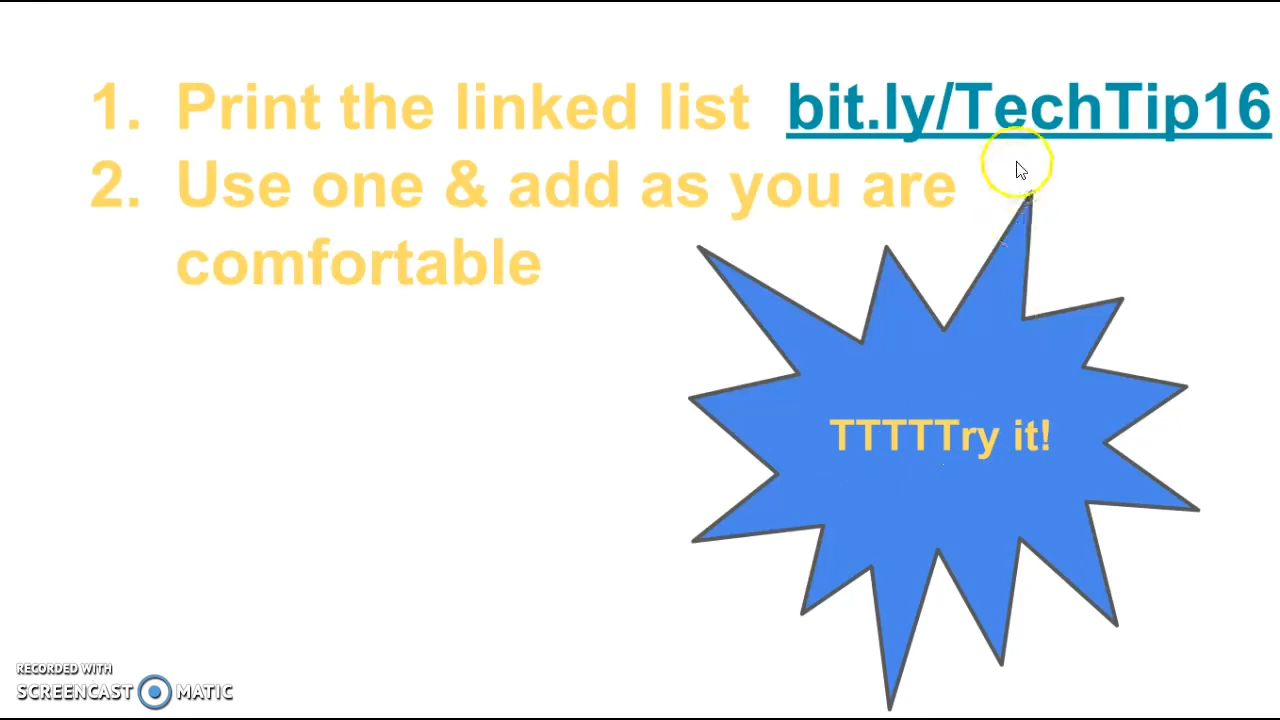 1. Print the linked list bit.ly/TechTip16
2. Use one & add as you are
comfortable
TTTTTry it!
RECORDED WITH
SCREENCAST MATIC